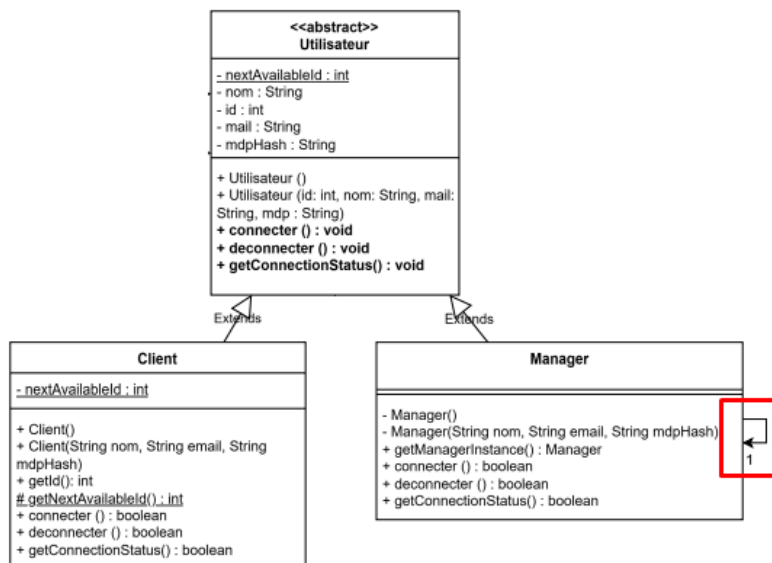 <<abstract>>
Utilisateur
- nextAvailableId : int
- nom : String
- id : int
- mail : String
- mdpHash : String
+ Utilisateur ()
+ Utilisateur (id: int, nom: String, mail:
String, mdp : String)
+ connecter () : void
+ deconnecter () : void
+ getConnectionStatus() : void
Extends
Extends
Client
- nextAvailableId : int
+ Client()
+ Client(String nom, String email, String
mdpHash)
+ getId(): int
# getNextAvailableId() : int
+ connecter () : boolean
+ deconnecter () : boolean
+ getConnectionStatus() : boolean
Manager
- Manager()
- Manager(String nom, String email, String mdpHash)
+ getManagerInstance() : Manager
+ connecter () : boolean
+ deconnecter () : boolean
+ getConnectionStatus() : boolean
1